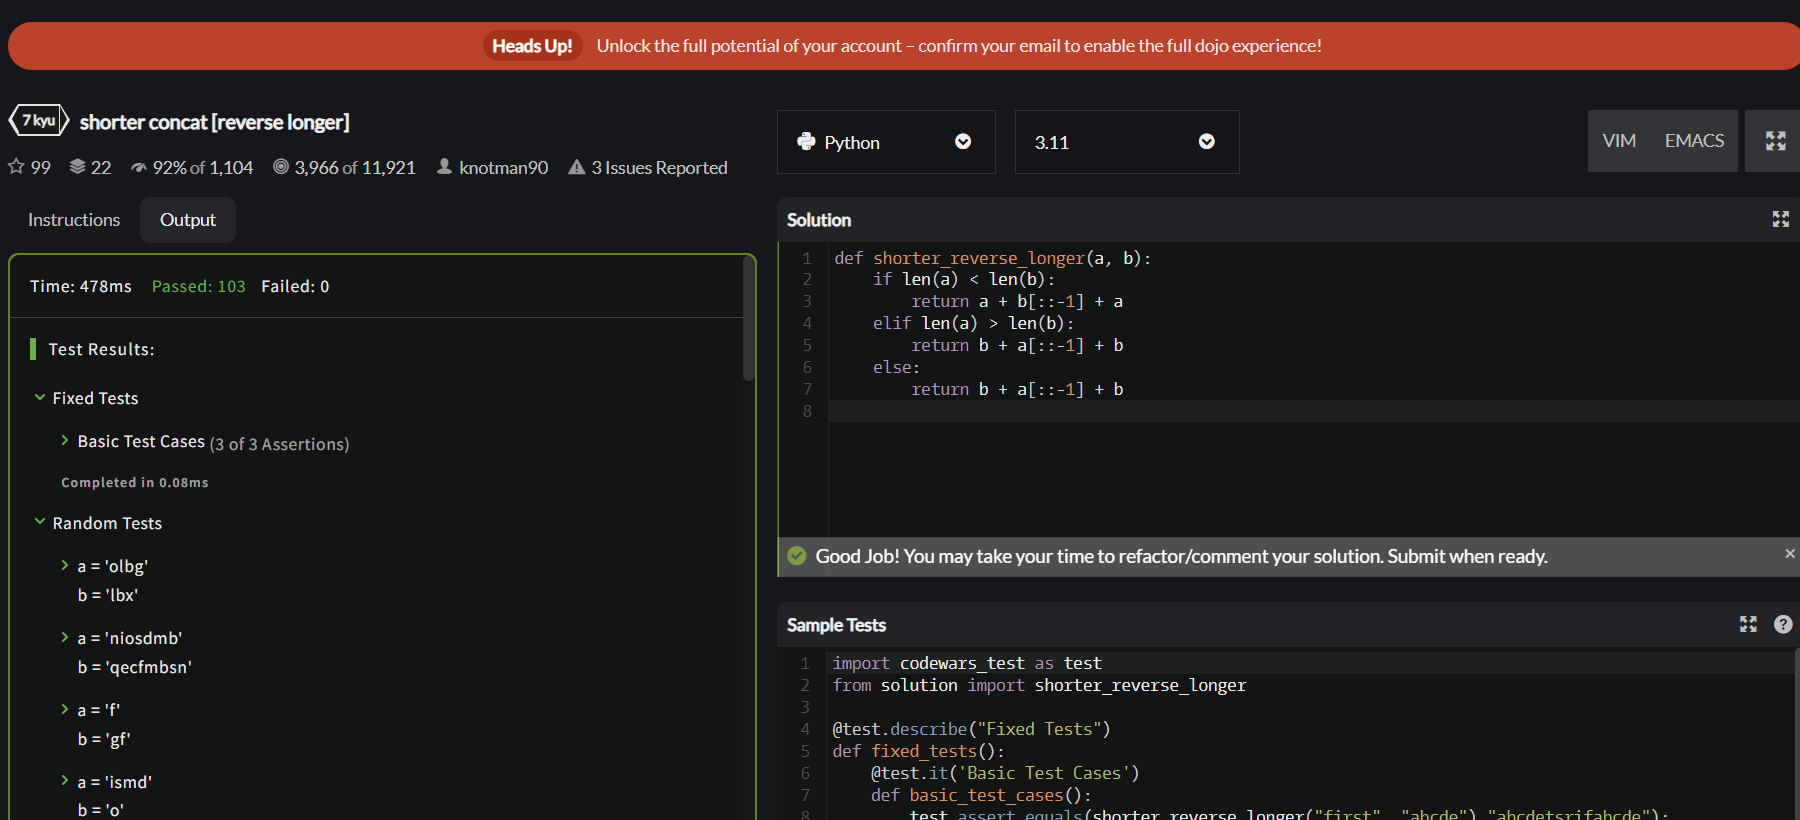 Heads Up! Unlock the full potential of your account – confirm your email to enable the full dojo experience!
7 kyu shorter concat [reverse longer]
99 22 92% of 1,104 3,966 of 11,921 knotman90 3 Issues Reported
Python 3.11 VIM EMACS
Instructions Output
Time: 478ms Passed: 103 Failed: 0
Test Results:
Fixed Tests
Basic Test Cases (3 of 3 Assertions)
Completed in 0.08ms
Random Tests
a = 'olbg'
b = 'lbx'
a = 'niosdmb'
b = 'qecfmbsn'
a = 'f'
b = 'gf'
a = 'ismd'
b = 'o'
Solution
1 def shorter_reverse_longer(a, b):
2     if len(a) < len(b):
3         return a + b[::-1] + a
4     elif len(a) > len(b):
5         return b + a[::-1] + b
6     else:
7         return b + a[::-1] + b
8
Good Job! You may take your time to refactor/comment your solution. Submit when ready. ×
Sample Tests ?
1 import codewars_test as test
2 from solution import shorter_reverse_longer
3
4 @test.describe("Fixed Tests")
5 def fixed_tests():
6     @test.it('Basic Test Cases')
7     def basic_test_cases():
8         test.assert_equals(shorter_reverse_longer("first", "abcde"),"abcdetsrifabcde");